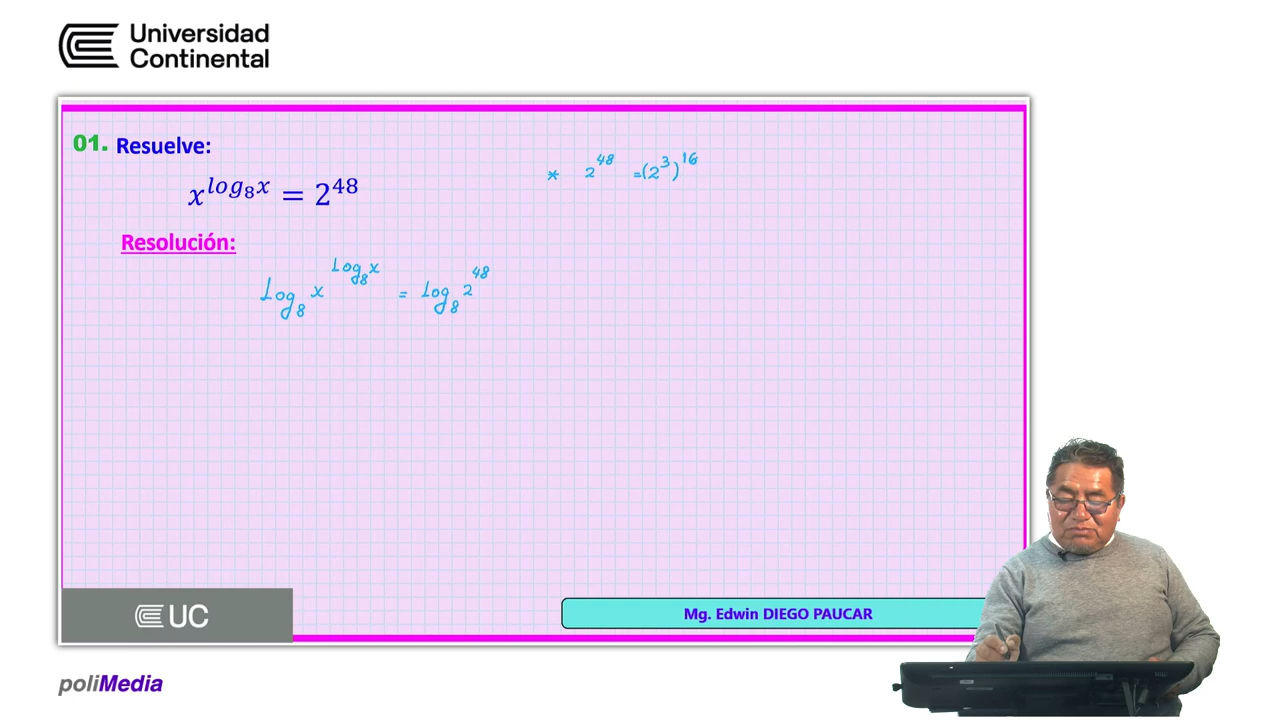 Universidad
Continental
01. Resuelve:
x^{log_8 x} = 2^{48}
* 2^{48} = (2^3)^{16}
Resolución:
Log_8 x^{Log_8 x} = Log_8 2^{48}
UC
Mg. Edwin DIEGO PAUCAR
poliMedia